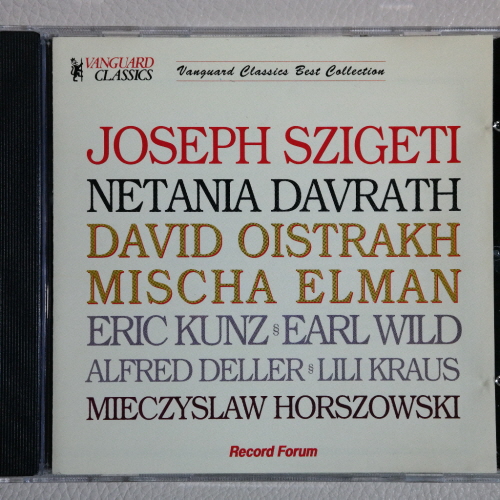 VANGUARD
CLASSICS
Vanguard Classics Best Collection
JOSEPH SZIGETI
NETANIA DAVRATH
DAVID OISTRAKH
MISCHA ELMAN
ERIC KUNZ § EARL WILD
ALFRED DELLER § LILI KRAUS
MIECZYSLAW HORSZOWSKI
Record Forum